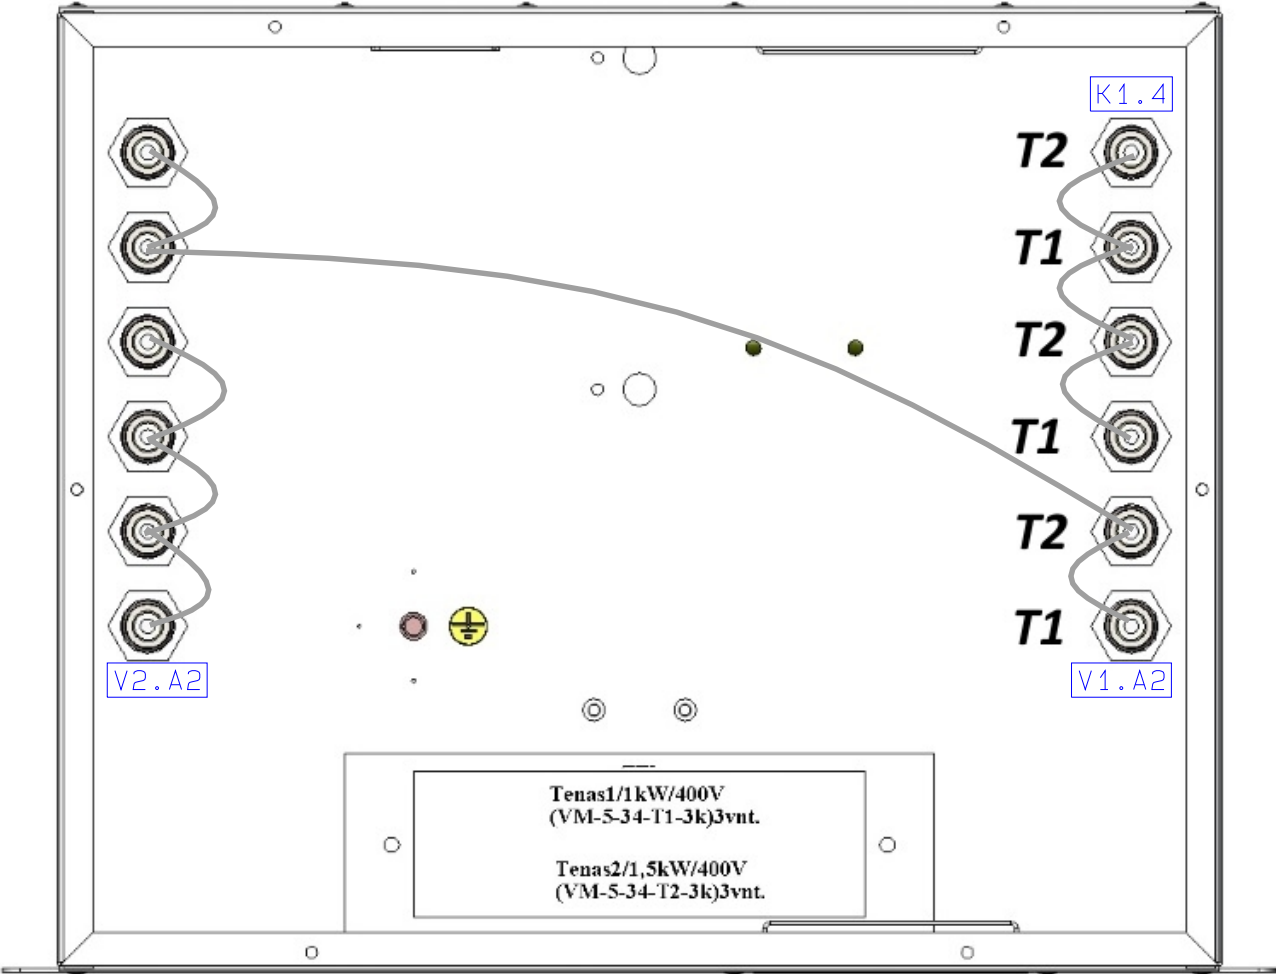 K1.4
T2
T1
T2
T1
T2
T1
V2.A2
V1.A2
Tenas1/1kW/400V
(VM-5-34-T1-3k)3vnt.
Tenas2/1,5kW/400V
(VM-5-34-T2-3k)3vnt.